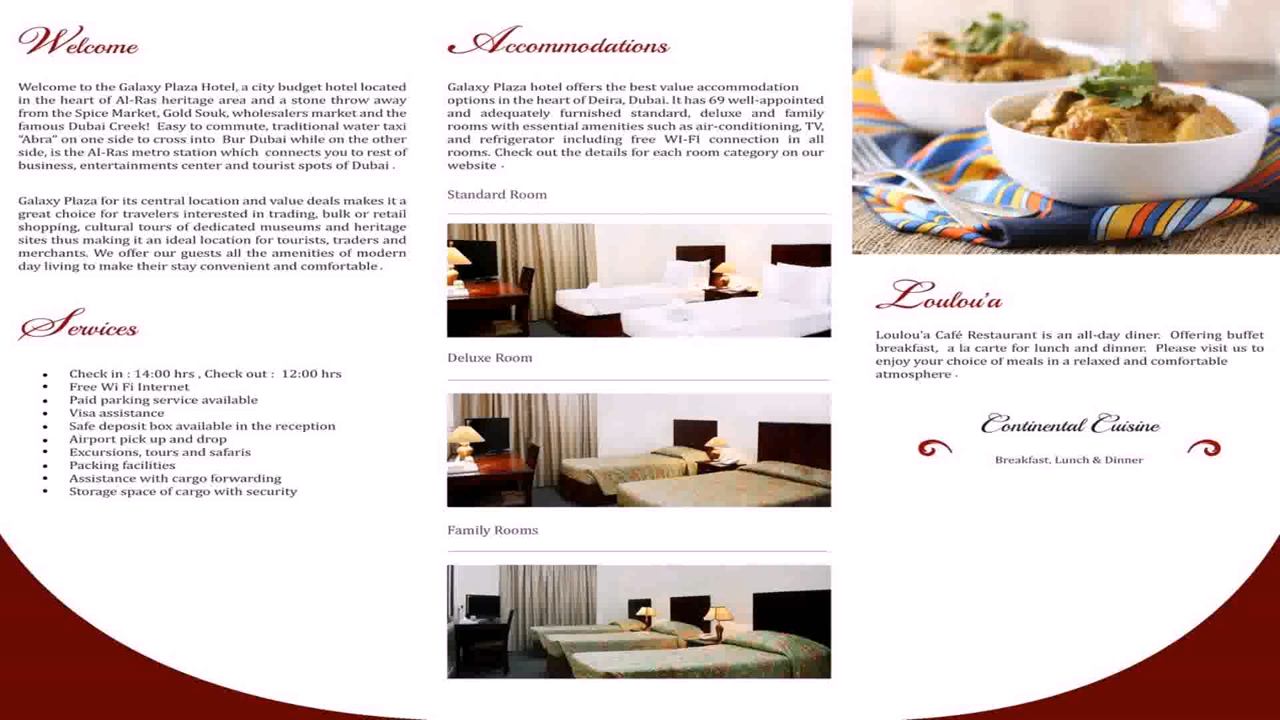 Welcome
Welcome to the Galaxy Plaza Hotel, a city budget hotel located
in the heart of Al-Ras heritage area and a stone throw away
from the Spice Market, Gold Souk, wholesalers market and the
famous Dubai Creek! Easy to commute, traditional water taxi
"Abra" on one side to cross into Bur Dubai while on the other
side, is the Al-Ras metro station which connects you to rest of
business, entertainments center and tourist spots of Dubai .
Galaxy Plaza for its central location and value deals makes it a
great choice for travelers interested in trading, bulk or retail
shopping, cultural tours of dedicated museums and heritage
sites thus making it an ideal location for tourists, traders and
merchants. We offer our guests all the amenities of modern
day living to make their stay convenient and comfortable .
Services
• Check in : 14:00 hrs , Check out : 12:00 hrs
• Free Wi Fi Internet
• Paid parking service available
• Visa assistance
• Safe deposit box available in the reception
• Airport pick up and drop
• Excursions, tours and safaris
• Packing facilities
• Assistance with cargo forwarding
• Storage space of cargo with security
Accommodations
Galaxy Plaza hotel offers the best value accommodation
options in the heart of Deira, Dubai. It has 69 well-appointed
and adequately furnished standard, deluxe and family
rooms with essential amenities such as air-conditioning, TV,
and refrigerator including free WI-FI connection in all
rooms. Check out the details for each room category on our
website .
Standard Room
Deluxe Room
Family Rooms
Loulou'a
Loulou'a Café Restaurant is an all-day diner. Offering buffet
breakfast, a la carte for lunch and dinner. Please visit us to
enjoy your choice of meals in a relaxed and comfortable
atmosphere .
Continental Cuisine
Breakfast, Lunch & Dinner